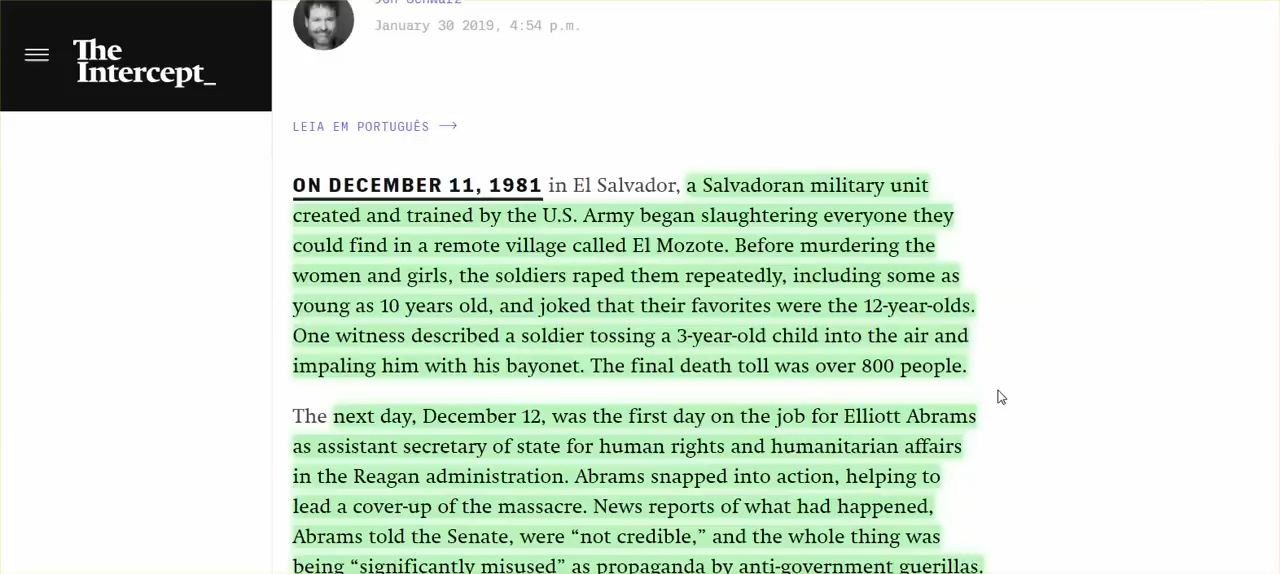 Jon Schwarz
January 30 2019, 4:54 p.m.
The
Intercept_
LEIA EM PORTUGUÊS →
ON DECEMBER 11, 1981 in El Salvador, a Salvadoran military unit
created and trained by the U.S. Army began slaughtering everyone they
could find in a remote village called El Mozote. Before murdering the
women and girls, the soldiers raped them repeatedly, including some as
young as 10 years old, and joked that their favorites were the 12-year-olds.
One witness described a soldier tossing a 3-year-old child into the air and
impaling him with his bayonet. The final death toll was over 800 people.
The next day, December 12, was the first day on the job for Elliott Abrams
as assistant secretary of state for human rights and humanitarian affairs
in the Reagan administration. Abrams snapped into action, helping to
lead a cover-up of the massacre. News reports of what had happened,
Abrams told the Senate, were “not credible,” and the whole thing was
being “significantly misused” as propaganda by anti-government guerillas.